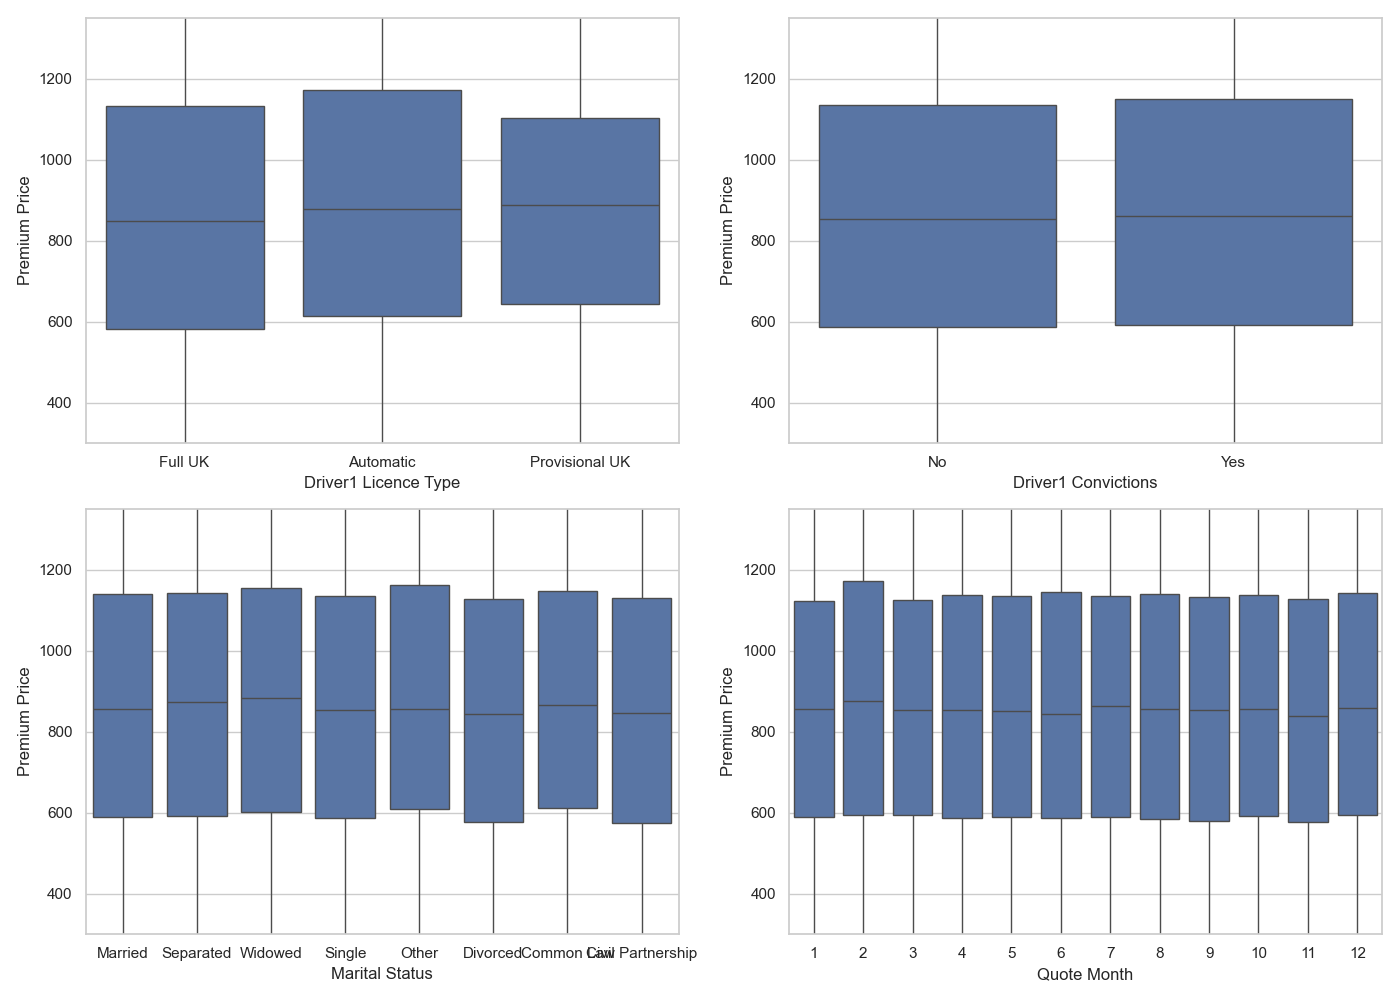 1200
1000
800
600
400
Premium Price
Full UK Automatic Provisional UK
Driver1 Licence Type
1200
1000
800
600
400
Premium Price
No Yes
Driver1 Convictions
1200
1000
800
600
400
Premium Price
Married Separated Widowed Single Other Divorced Common Law Civil Partnership
Marital Status
1200
1000
800
600
400
Premium Price
1 2 3 4 5 6 7 8 9 10 11 12
Quote Month